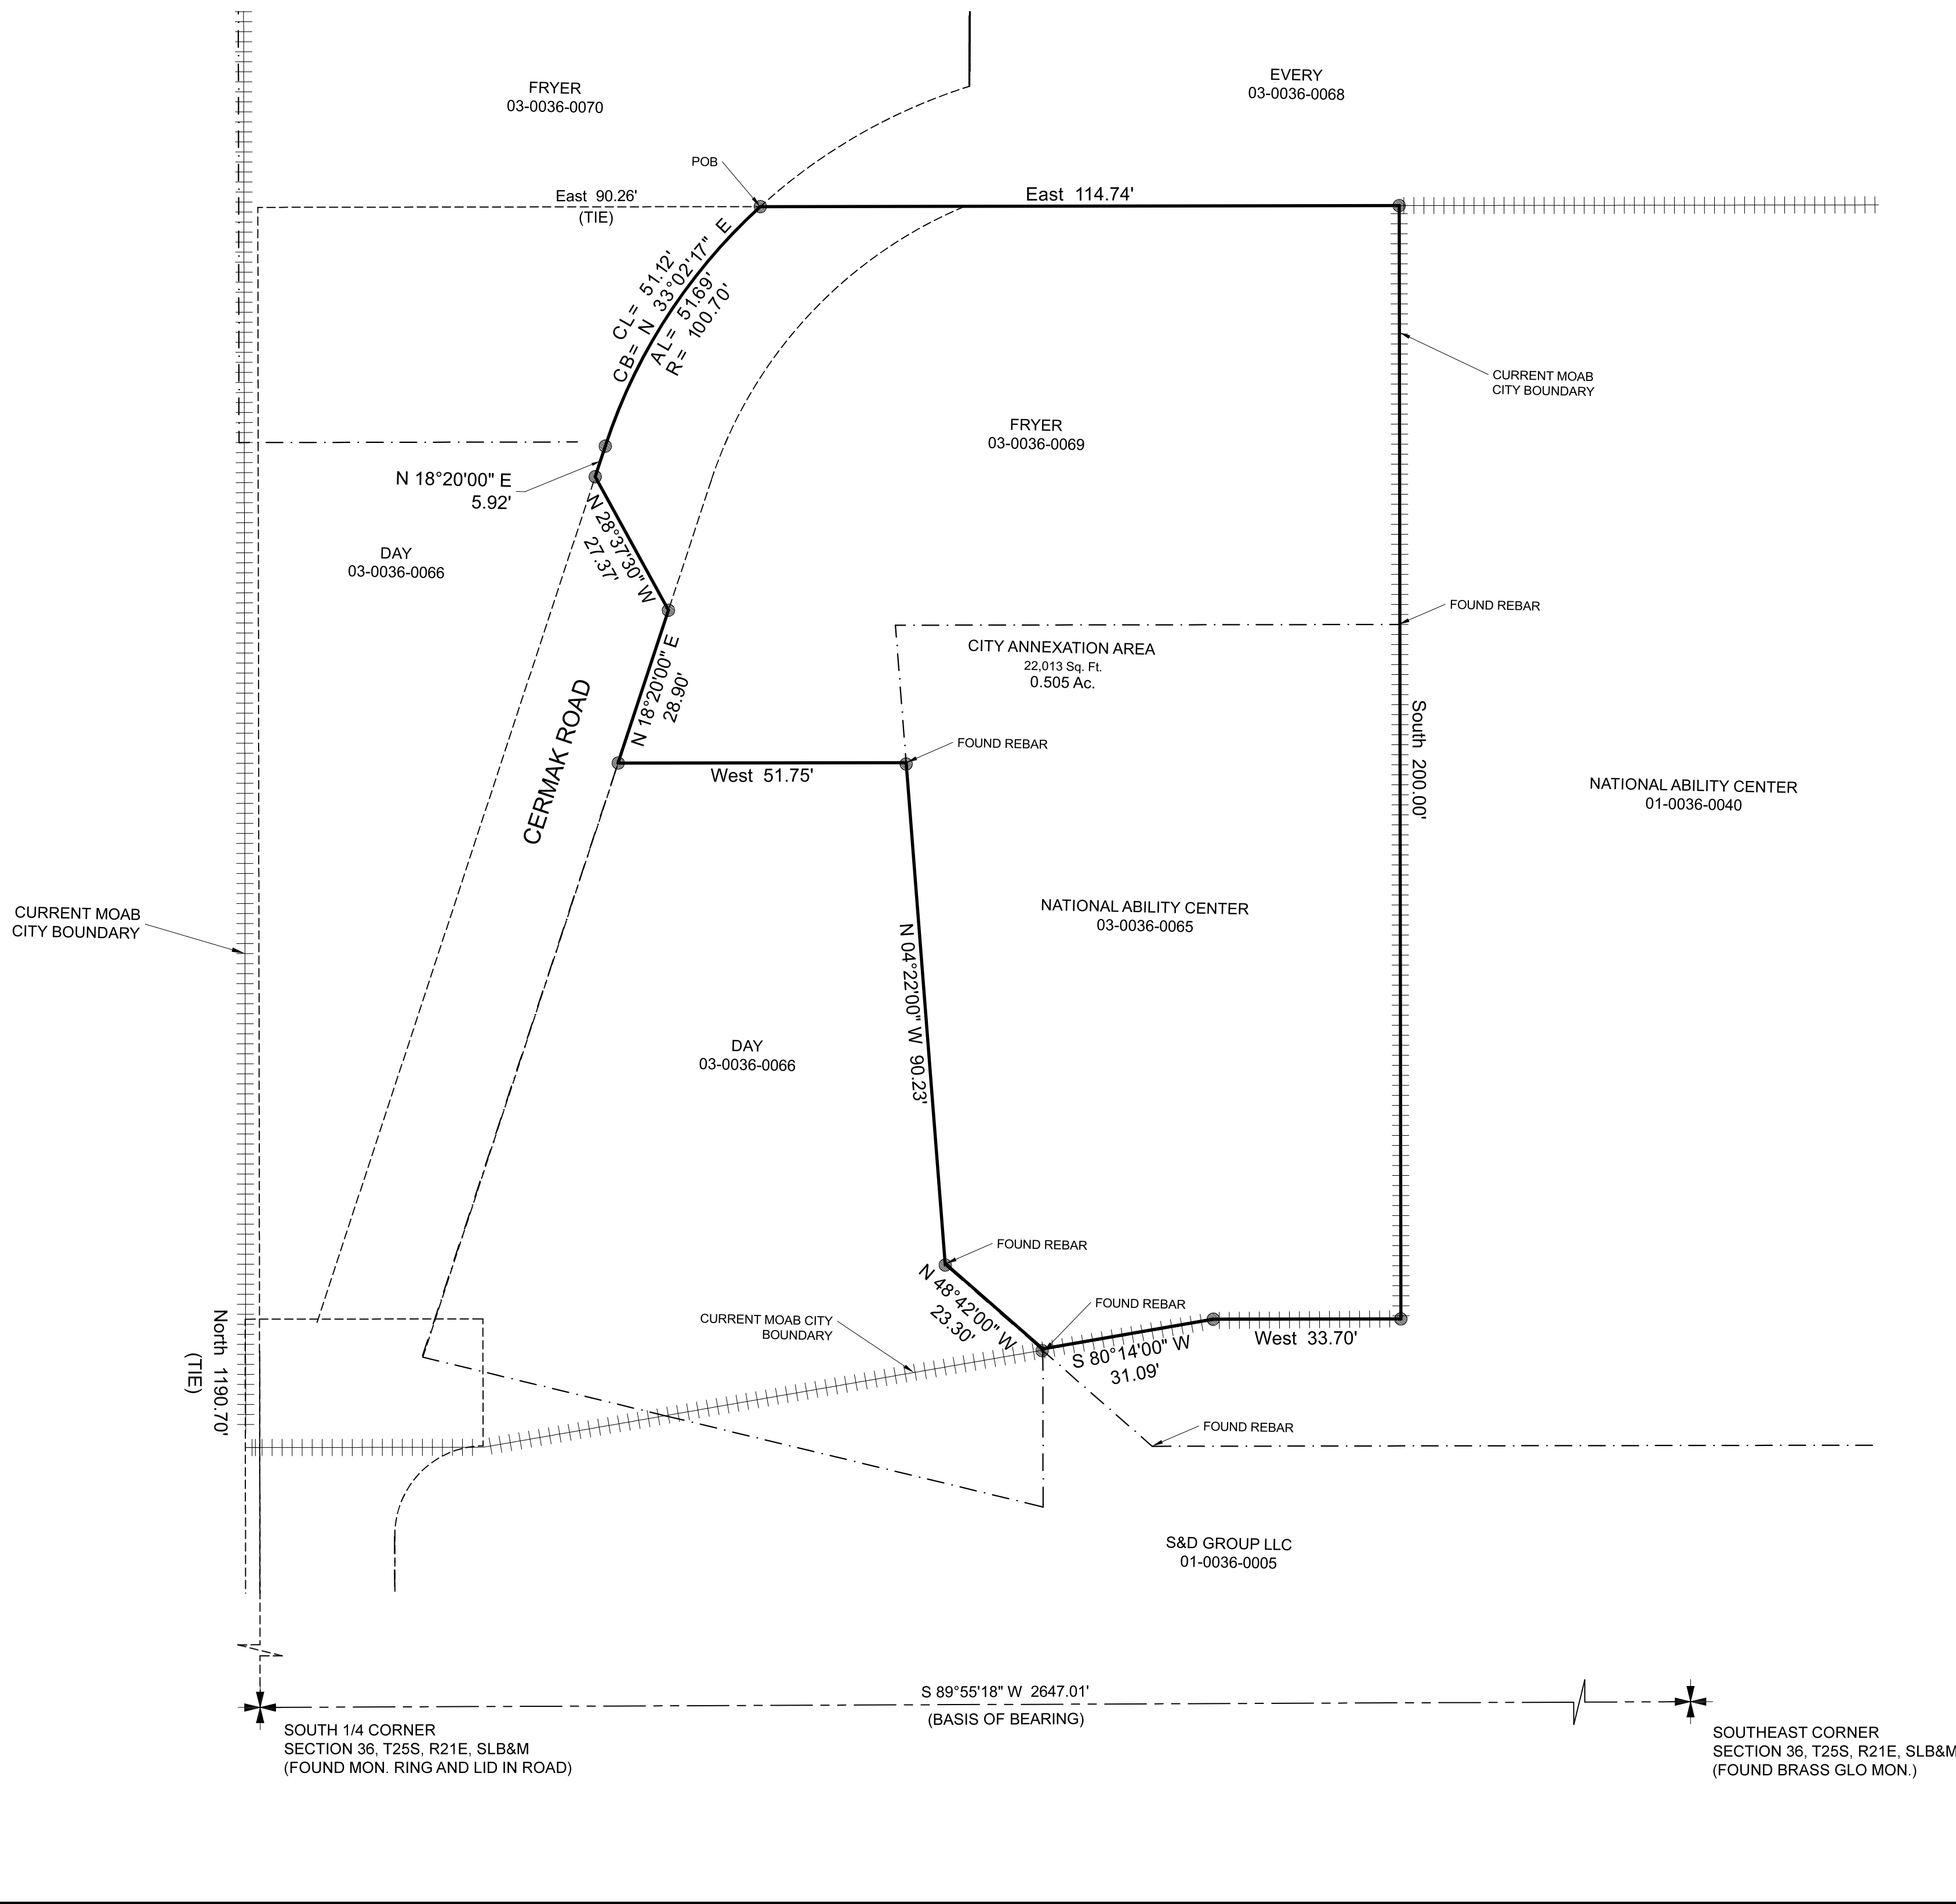 FRYER
03-0036-0070
EVERY
03-0036-0068
POB
East 90.26'
(TIE)
East 114.74'
CL= 51.12'
CB= N 33°02'17" E
AL= 51.69'
R= 100.70'
CURRENT MOAB
CITY BOUNDARY
FRYER
03-0036-0069
N 18°20'00" E
5.92'
N 28°37'30" W
27.37'
DAY
03-0036-0066
FOUND REBAR
CITY ANNEXATION AREA
22,013 Sq. Ft.
0.505 Ac.
N 18°20'00" E
28.90'
CERMAK ROAD
FOUND REBAR
West 51.75'
South 200.00'
NATIONAL ABILITY CENTER
01-0036-0040
CURRENT MOAB
CITY BOUNDARY
NATIONAL ABILITY CENTER
03-0036-0065
N 04°22'00" W 90.23'
DAY
03-0036-0066
FOUND REBAR
N 48°42'00" W
23.30'
FOUND REBAR
CURRENT MOAB CITY
BOUNDARY
S 80°14'00" W
31.09'
West 33.70'
North 1190.70'
(TIE)
FOUND REBAR
S&D GROUP LLC
01-0036-0005
S 89°55'18" W 2647.01'
(BASIS OF BEARING)
SOUTH 1/4 CORNER
SECTION 36, T25S, R21E, SLB&M
(FOUND MON. RING AND LID IN ROAD)
SOUTHEAST CORNER
SECTION 36, T25S, R21E, SLB&M
(FOUND BRASS GLO MON.)